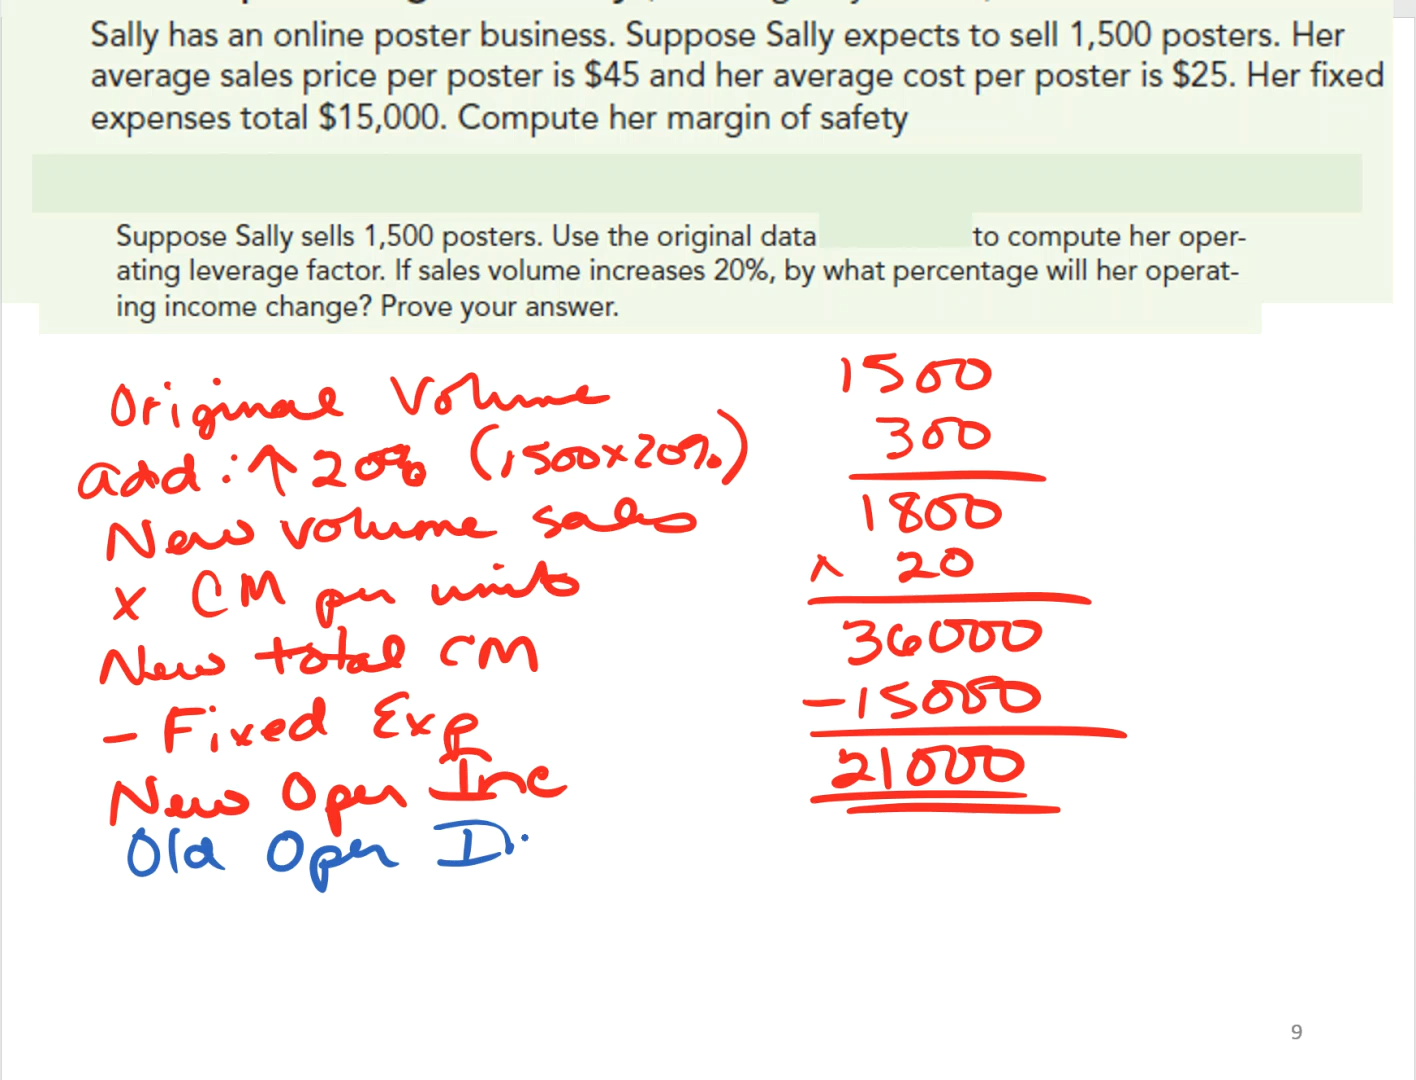 Sally has an online poster business. Suppose Sally expects to sell 1,500 posters. Her
average sales price per poster is $45 and her average cost per poster is $25. Her fixed
expenses total $15,000. Compute her margin of safety
Suppose Sally sells 1,500 posters. Use the original data to compute her oper-
ating leverage factor. If sales volume increases 20%, by what percentage will her operat-
ing income change? Prove your answer.
Original Volume 1500
add: ↑ 20% (1500x20%) 300
New volume sales 1800
x CM per unit x 20
New total CM 36000
- Fixed Exp -15000
New Oper Inc 21000
Old Oper I
9